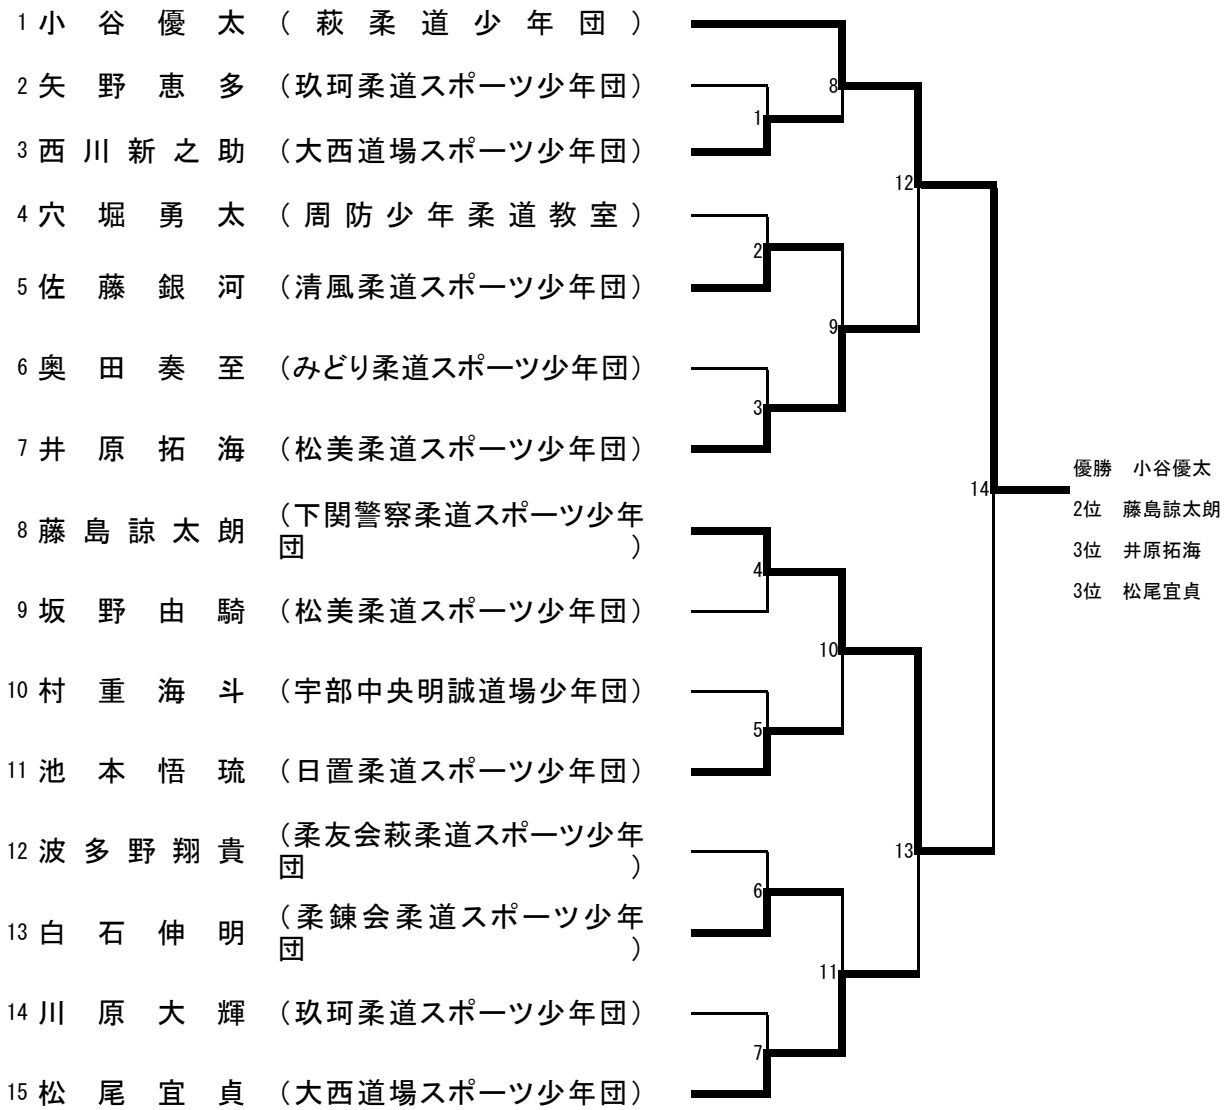 1 小谷優太 （萩柔道少年団）
2 矢野恵多 （玖珂柔道スポーツ少年団）
3 西川新之助 （大西道場スポーツ少年団）
4 穴堀勇太 （周防少年柔道教室）
5 佐藤銀河 （清風柔道スポーツ少年団）
6 奥田奏至 （みどり柔道スポーツ少年団）
7 井原拓海 （松美柔道スポーツ少年団）
8 藤島諒太朗 （下関警察柔道スポーツ少年
団）
9 坂野由騎 （松美柔道スポーツ少年団）
10 村重海斗 （宇部中央明誠道場少年団）
11 池本悟琉 （日置柔道スポーツ少年団）
12 波多野翔貴 （柔友会萩柔道スポーツ少年
団）
13 白石伸明 （柔錬会柔道スポーツ少年
団）
14 川原大輝 （玖珂柔道スポーツ少年団）
15 松尾宜貞 （大西道場スポーツ少年団）
1
2
3
4
5
6
7
8
9
10
11
12
13
14
優勝 小谷優太
2位 藤島諒太朗
3位 井原拓海
3位 松尾宜貞